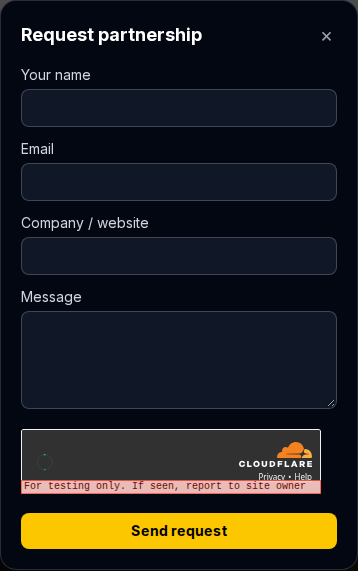 Request partnership
×
Your name
Email
Company / website
Message
CLOUDFLARE
Privacy • Help
For testing only. If seen, report to site owner
Send request